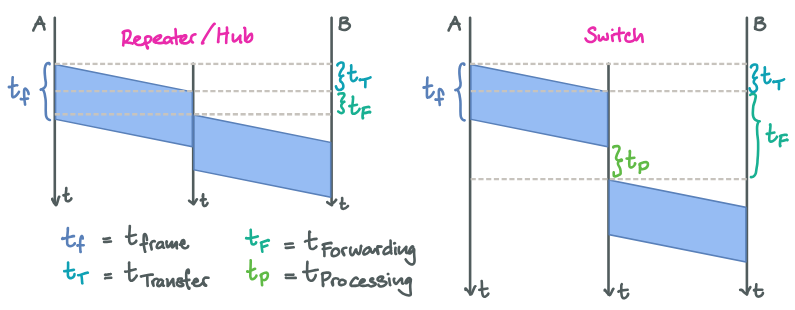 A Repeater/Hub B
tf
tT
tF
t t t
A Switch B
tf
tT
tF
tP
t t t
tf = tframe
tF = tForwarding
tT = tTransfer
tP = tProcessing